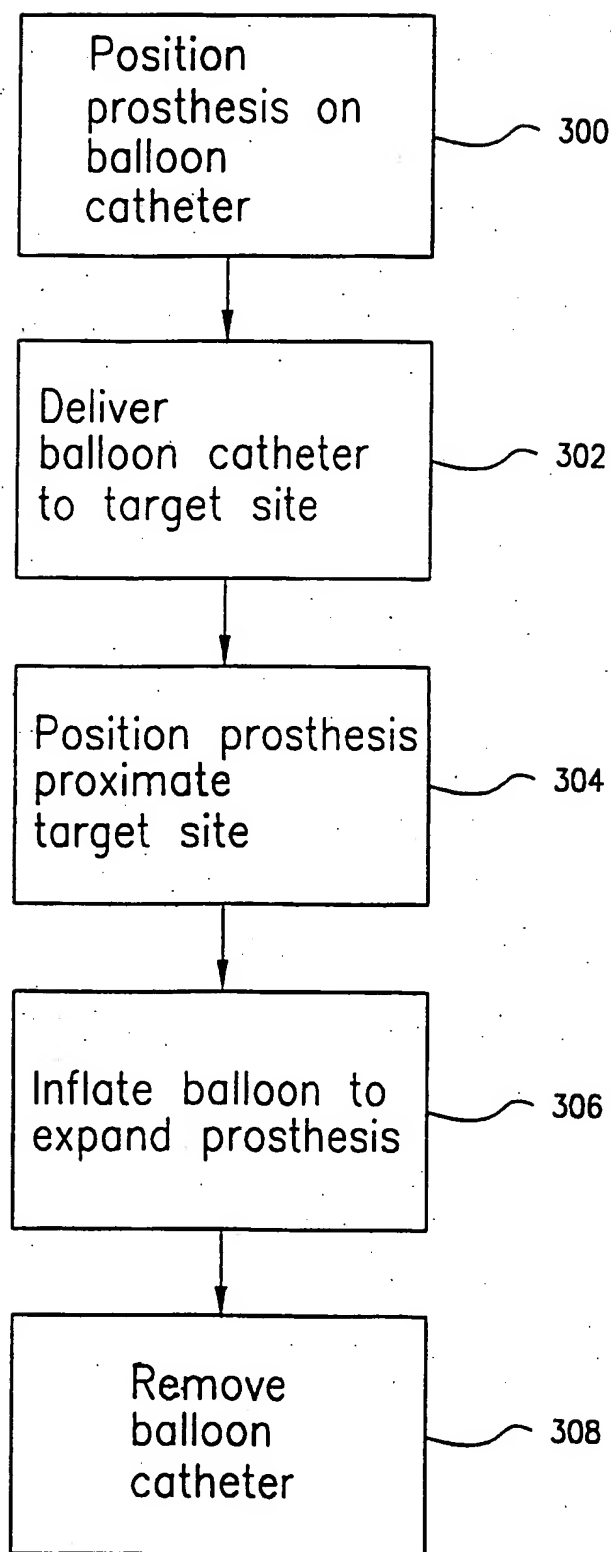 Position
prosthesis on
balloon
catheter
300
Deliver
balloon catheter
to target site
302
Position prosthesis
proximate
target site
304
Inflate balloon to
expand prosthesis
306
Remove
balloon
catheter
308